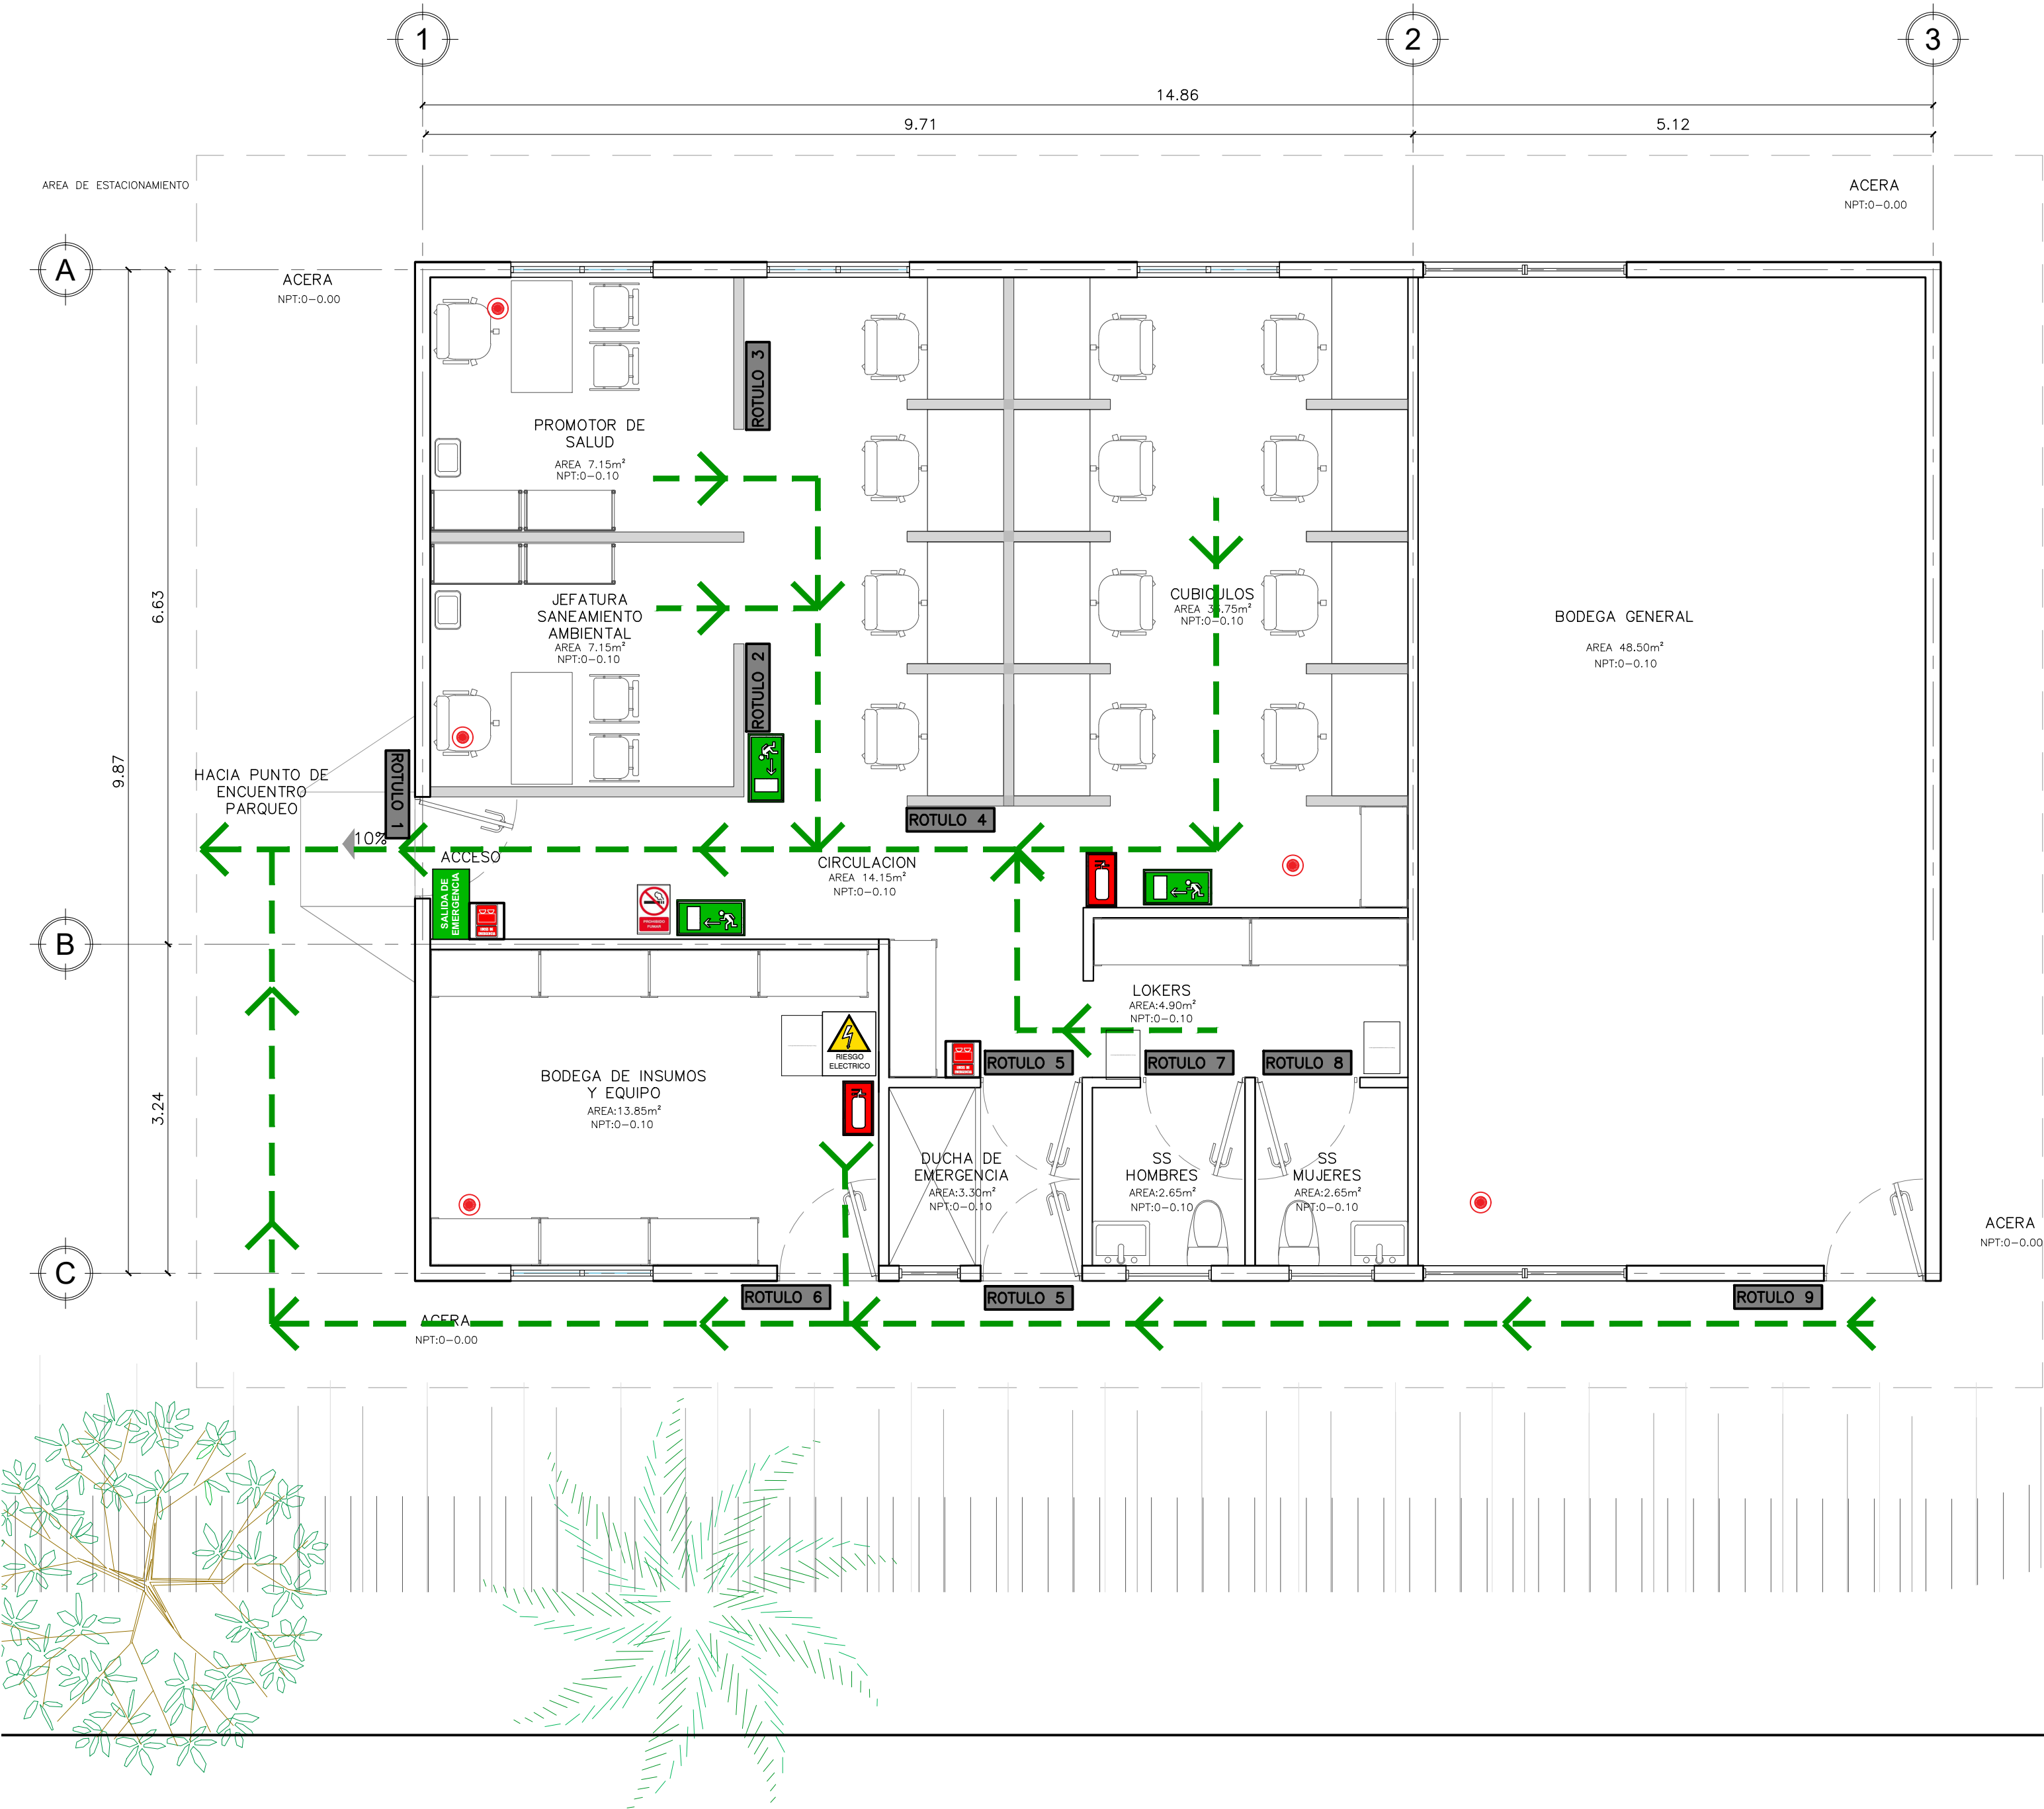 1
2
3
14.86
9.71
5.12
AREA DE ESTACIONAMIENTO
ACERA
NPT:0-0.00
A
ACERA
NPT:0-0.00
ROTULO 3
PROMOTOR DE
SALUD
AREA 7.15m²
NPT:0-0.10
6.63
9.87
JEFATURA
SANEAMIENTO
AMBIENTAL
AREA 7.15m²
NPT:0-0.10
CUBICULOS
NPT:0-0.10
BODEGA GENERAL
AREA 48.50m²
NPT:0-0.10
ROTULO 2
HACIA PUNTO DE
ENCUENTRO
PARQUEO
ROTULO 1
10%
ACCESO
ROTULO 4
CIRCULACION
AREA 14.15m²
NPT:0-0.10
SALIDA DE
EMERGENCIA
PROHIBIDO
FUMAR
B
LOKERS
AREA:4.90m²
NPT:0-0.10
RIESGO
ELECTRICO
ROTULO 5
ROTULO 7
ROTULO 8
BODEGA DE INSUMOS
Y EQUIPO
AREA:13.85m²
NPT:0-0.10
3.24
DUCHA DE
EMERGENCIA
AREA:3.30m²
NPT:0-0.10
SS
HOMBRES
AREA:2.65m²
NPT:0-0.10
SS
MUJERES
AREA:2.65m²
NPT:0-0.10
ACERA
NPT:0-0.00
C
ROTULO 6
ROTULO 5
ROTULO 9
ACERA
NPT:0-0.00